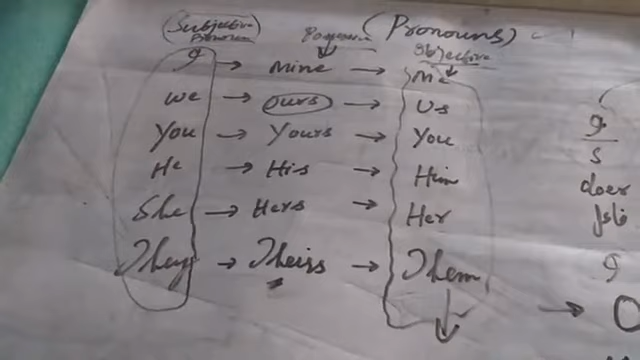 (Subjective (Pronouns)
Pronoun Objective
I → mine → me
we → ours → us
You → Yours → You
He → His → Him
She → Hers → Her
They → Theirs → Them
g
s
does
g
→ O